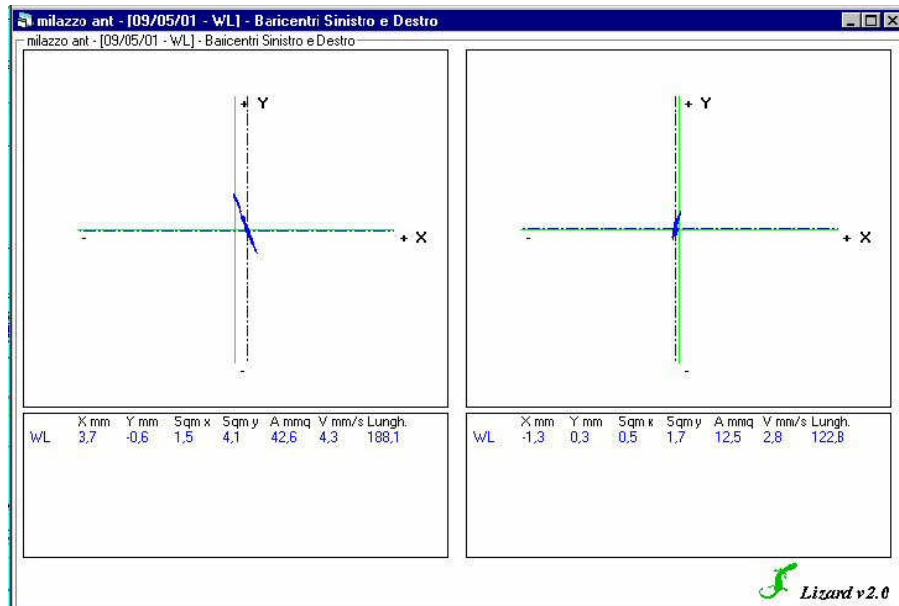 milazzo ant - [09/05/01 - WL] - Baricentri Sinistro e Destro
milazzo ant - [09/05/01 - WL] - Baricentri Sinistro e Destro
+ Y
-
+ X
-
X mm Y mm Sqm x Sqm y A mmq V mm/s Lungh.
WL 3,7 -0,6 1,5 4,1 42,6 4,3 188,1
+ Y
-
+ X
-
X mm Y mm Sqm x Sqm y A mmq V mm/s Lungh.
WL -1,3 0,3 0,5 1,7 12,5 2,8 122,8
Lizard v2.0